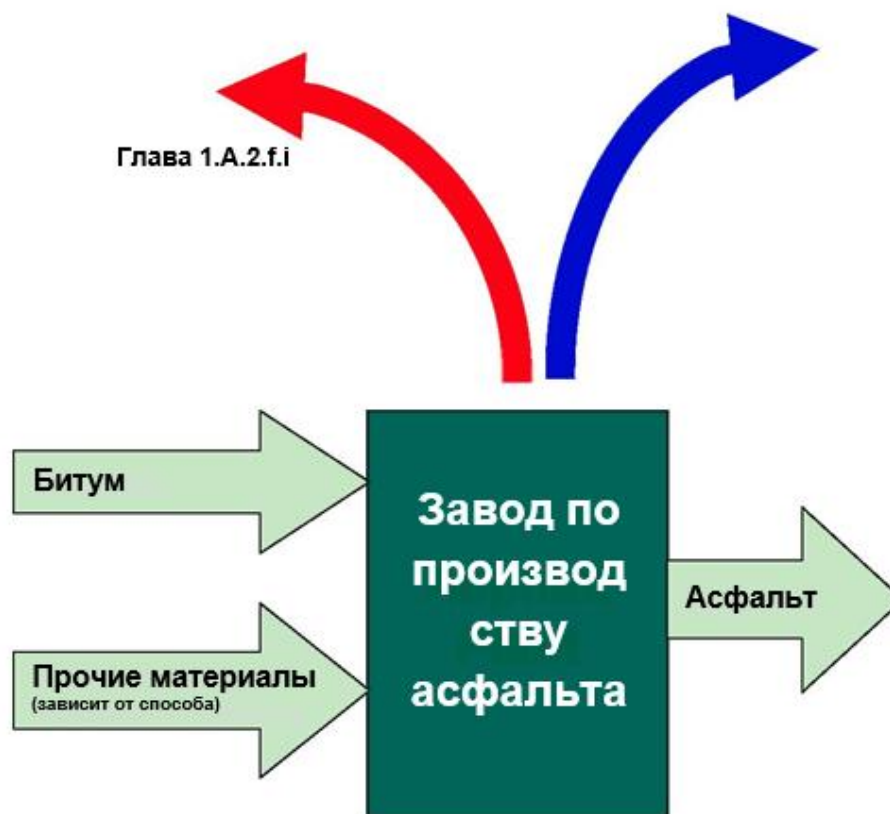 Глава 1.A.2.f.i
Битум
Завод по
производ
ству
асфальта
Асфальт
Прочие материалы
(зависит от способа)